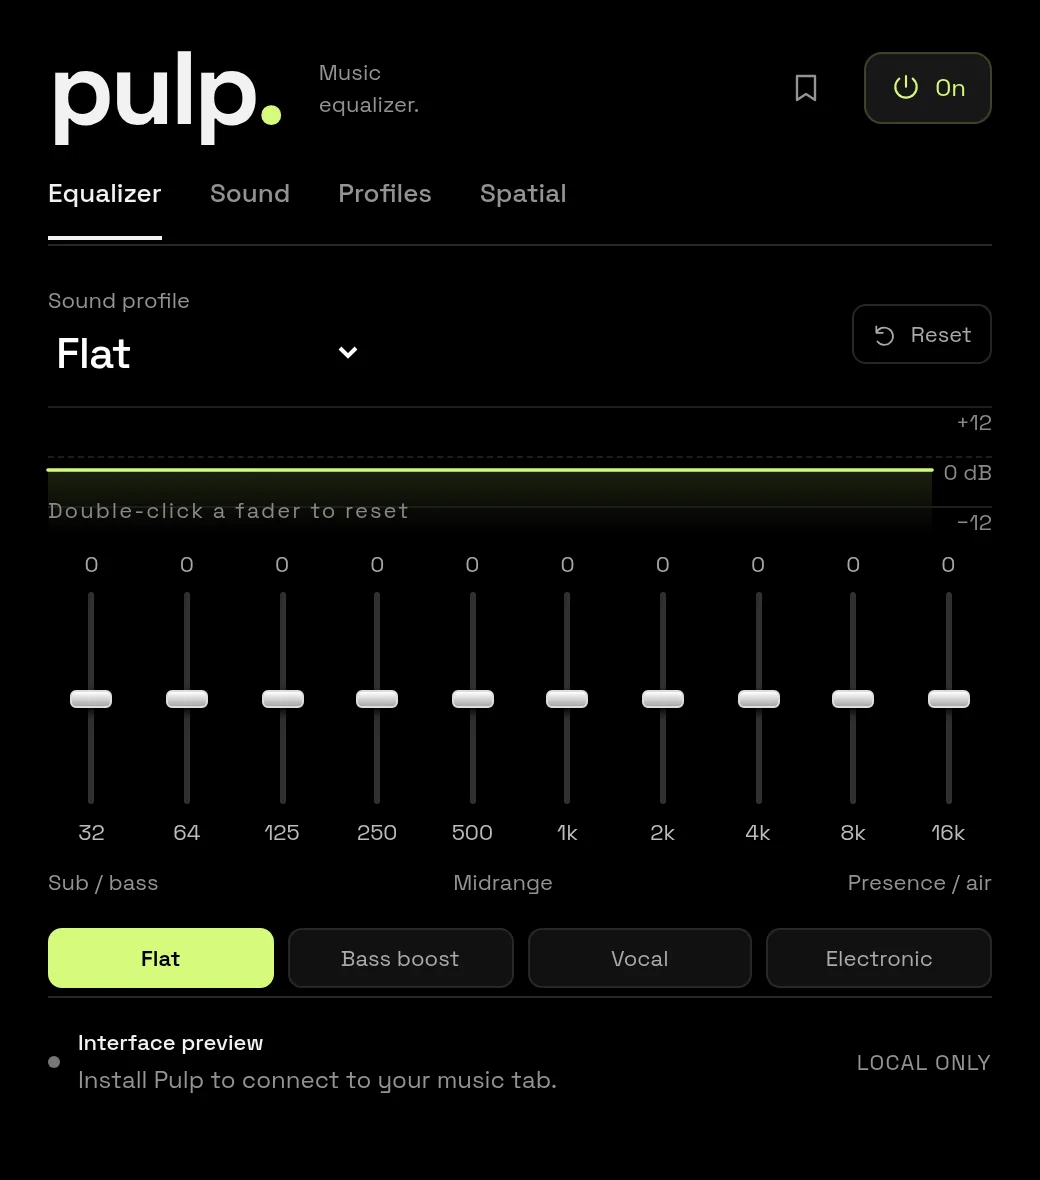 pulp.
Music
equalizer.
On
Equalizer Sound Profiles Spatial
Sound profile
Flat
Reset
+12
0 dB
Double-click a fader to reset
−12
0 0 0 0 0 0 0 0 0 0
32 64 125 250 500 1k 2k 4k 8k 16k
Sub / bass Midrange Presence / air
Flat Bass boost Vocal Electronic
Interface preview
Install Pulp to connect to your music tab.
LOCAL ONLY